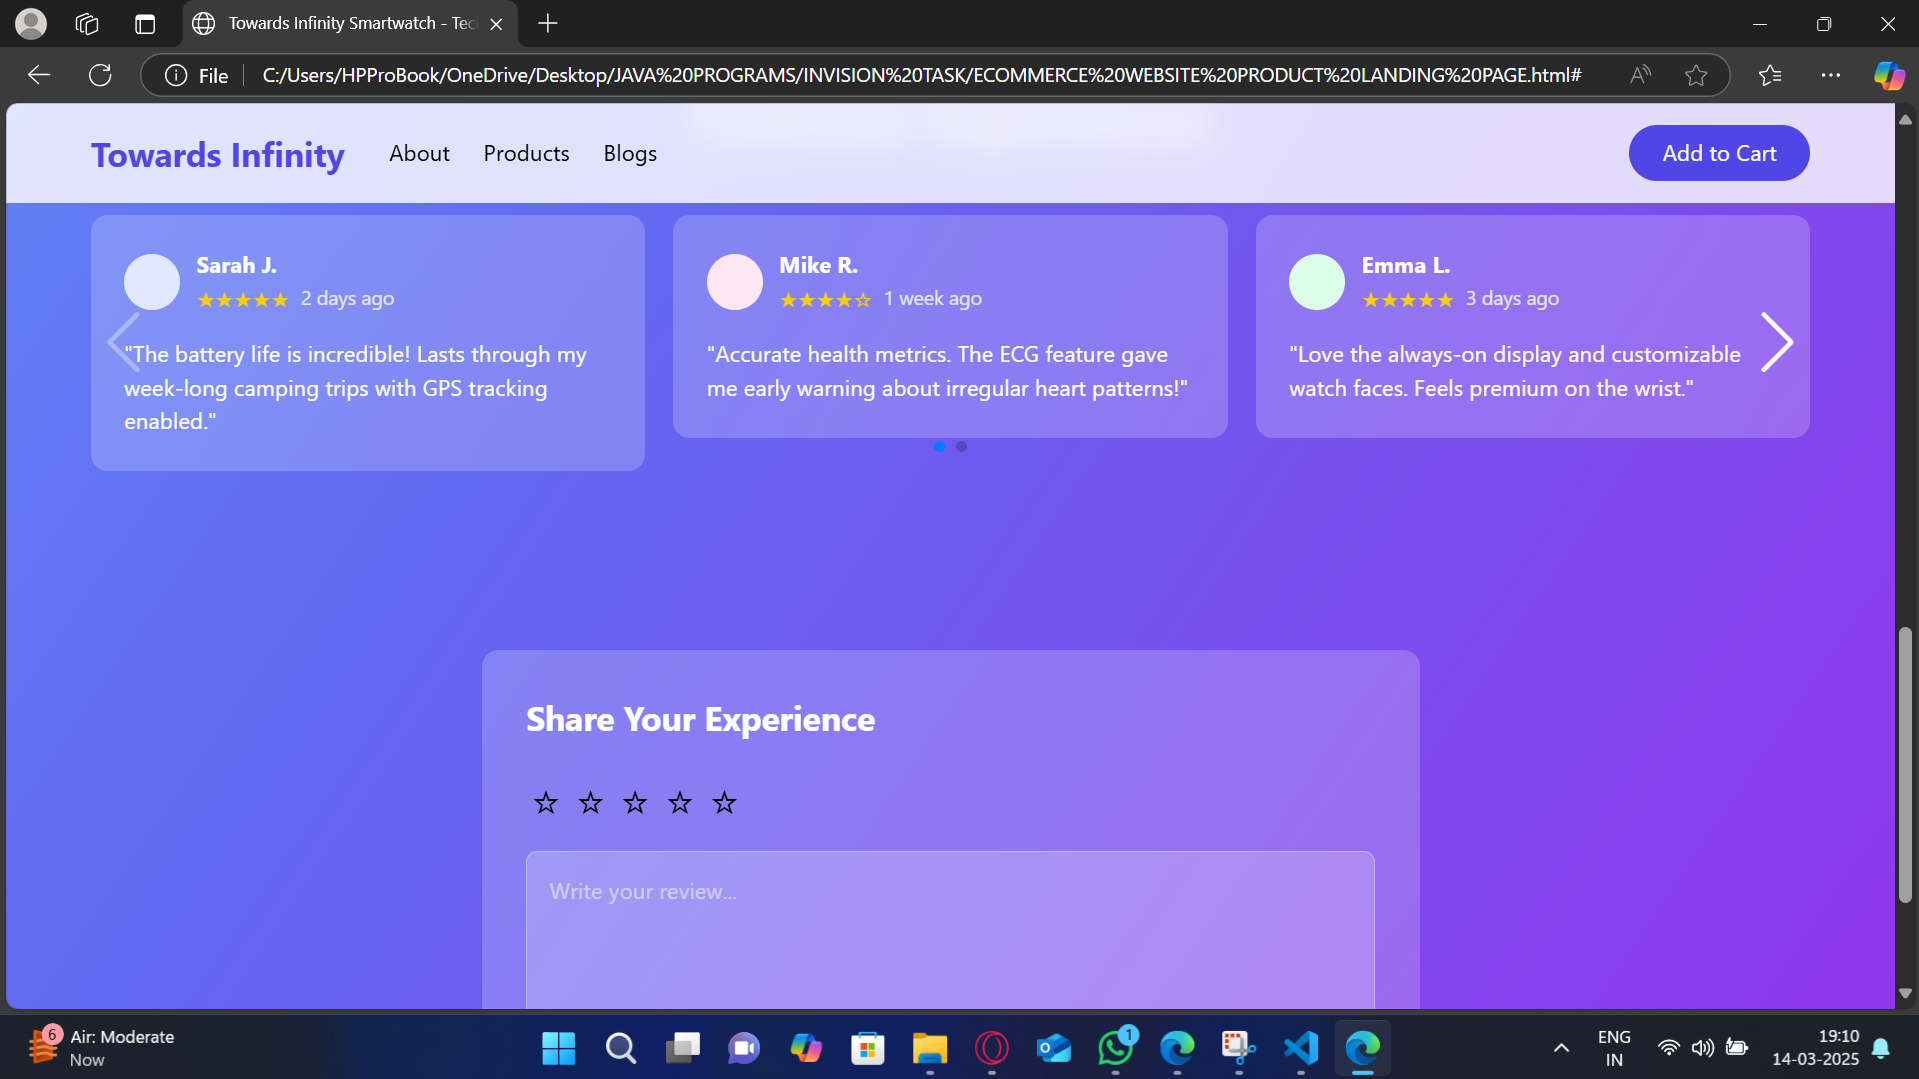 Towards Infinity Smartwatch - Tec
File
C:/Users/HPProBook/OneDrive/Desktop/JAVA%20PROGRAMS/INVISION%20TASK/ECOMMERCE%20WEBSITE%20PRODUCT%20LANDING%20PAGE.html#
Towards Infinity
About
Products
Blogs
Add to Cart
Sarah J.
★★★★★ 2 days ago
"The battery life is incredible! Lasts through my
week-long camping trips with GPS tracking
enabled."
Mike R.
★★★★☆ 1 week ago
"Accurate health metrics. The ECG feature gave
me early warning about irregular heart patterns!"
Emma L.
★★★★★ 3 days ago
"Love the always-on display and customizable
watch faces. Feels premium on the wrist."
Share Your Experience
☆ ☆ ☆ ☆ ☆
Write your review...
6
Air: Moderate
Now
1
ENG
IN
19:10
14-03-2025